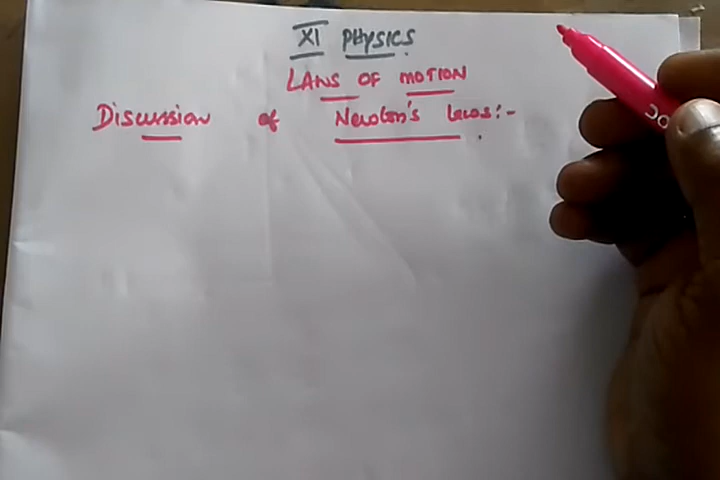 XI PHYSICS
LAWS OF MOTION
Discussion of Newton's laws:-